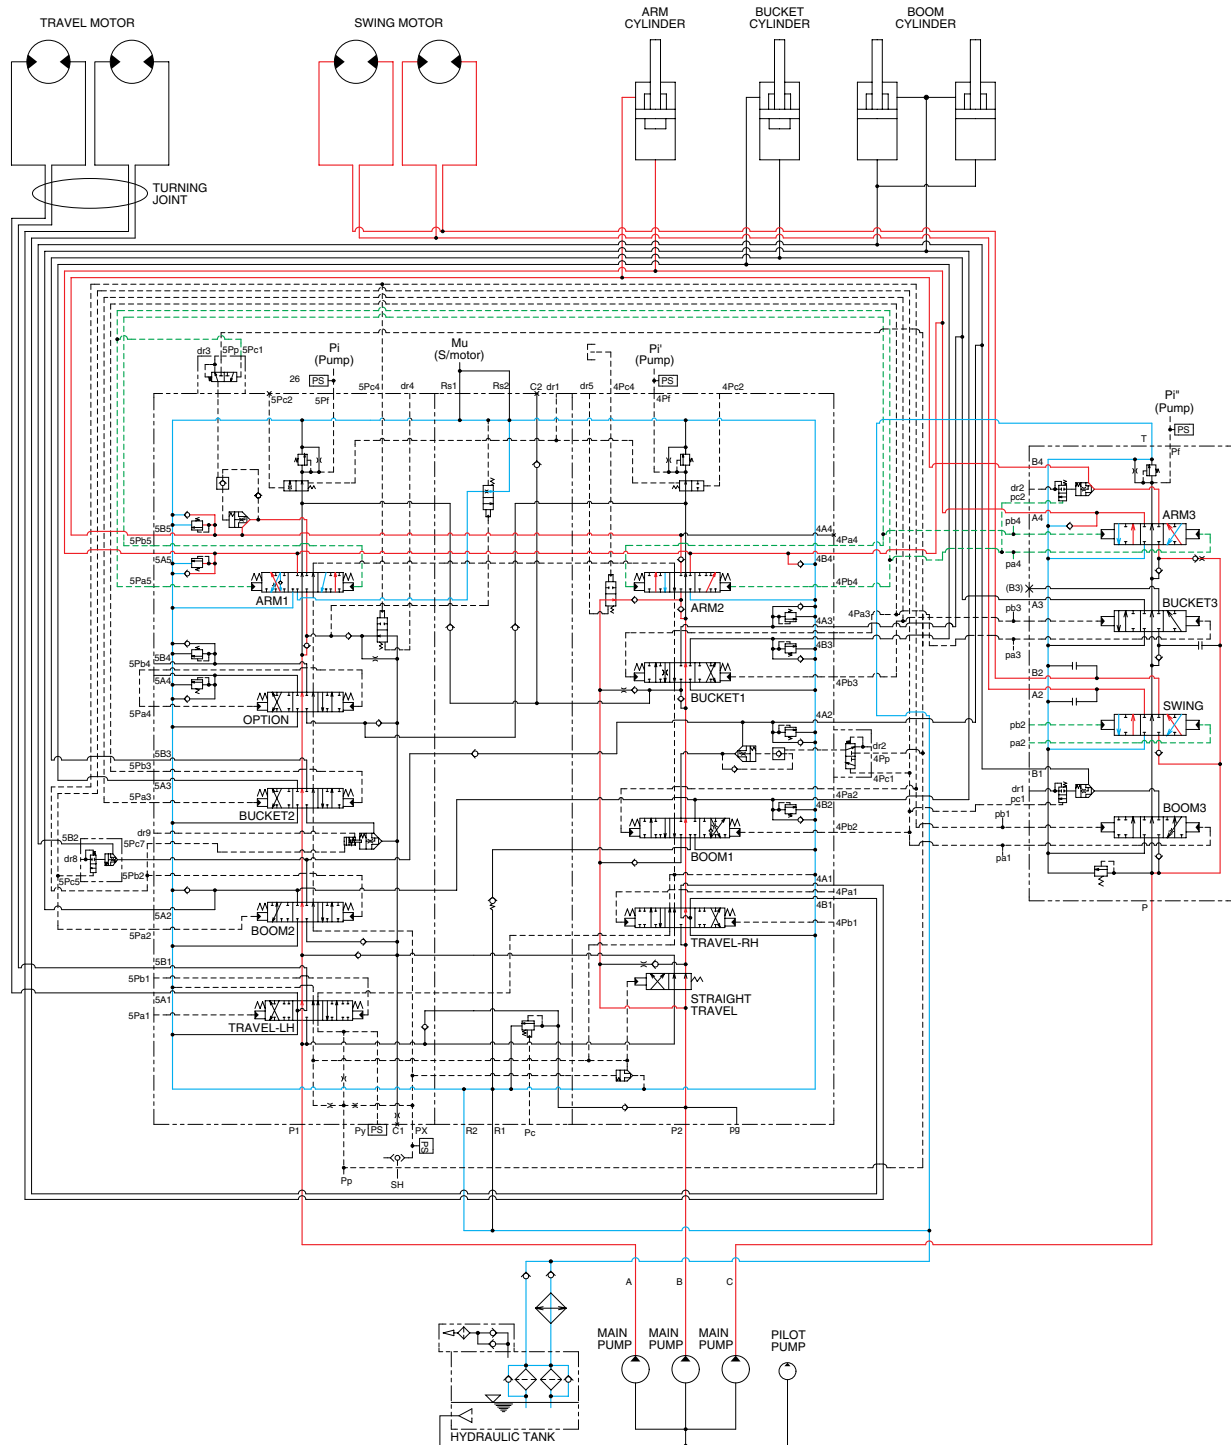 TRAVEL MOTOR
SWING MOTOR
ARM
CYLINDER
BUCKET
CYLINDER
BOOM
CYLINDER
TURNING
JOINT
dr3
5Pp
5Pc1
26
PS
Pi
(Pump)
5Pc2
5Pf
5Pc4
dr4
Mu
(S/motor)
Rs1
Rs2
C2
dr1
dr5
4Pc4
Pi'
(Pump)
PS
4Pf
4Pc2
Pi"
(Pump)
PS
T
Pf
B4
dr2
pc2
A4
pb4
pa4
ARM3
(B3)
A3
pb3
pa3
BUCKET3
B2
A2
pb2
pa2
SWING
B1
dr1
pc1
pb1
pa1
BOOM3
P
5B5
5Pb5
5A5
5Pa5
ARM1
4A4
4Pa4
4B4
4Pb4
ARM2
5B4
5Pb4
5A4
5Pa4
OPTION
4Pa3
4A3
4B3
4Pb3
BUCKET1
5B3
5Pb3
5A3
5Pa3
BUCKET2
4A2
dr2
4Pp
4Pc1
4Pa2
4B2
4Pb2
BOOM1
5B2
dr8
5Pc3
dr9
5Pc7
5Pb2
5A2
5Pa2
BOOM2
4A1
4Pa1
4B1
4Pb1
TRAVEL-RH
5B1
5Pb1
5A1
5Pa1
TRAVEL-LH
STRAIGHT
TRAVEL
P1
Py
PS
C1
PX
PS
R2
R1
Pc
P2
pg
Pp
SH
A
B
C
MAIN
PUMP
MAIN
PUMP
MAIN
PUMP
PILOT
PUMP
HYDRAULIC TANK